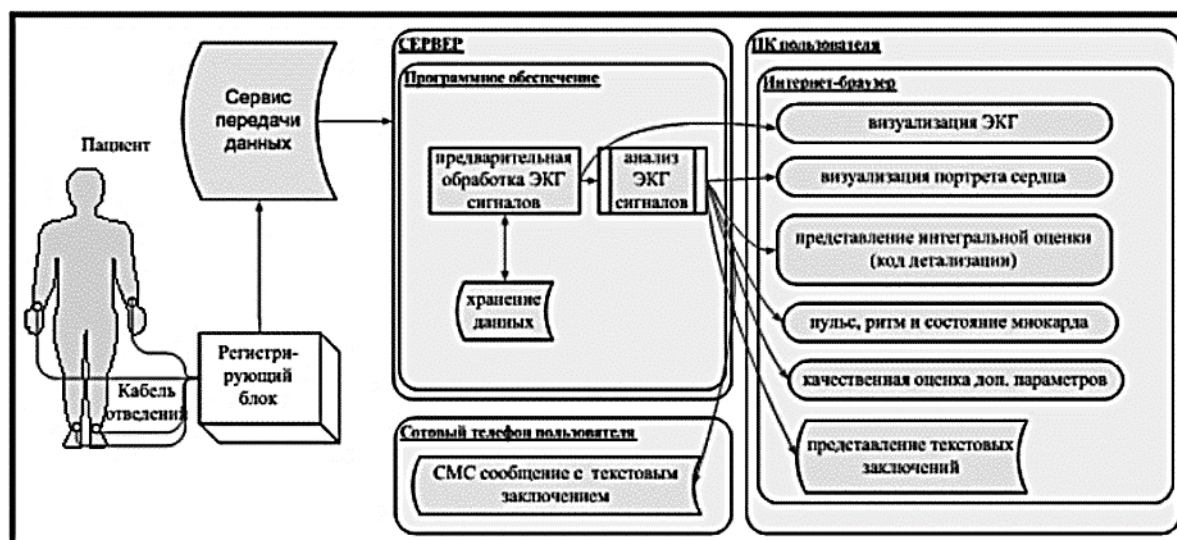 Пациент
Кабель
отведений
Регистри-
рующий
блок
Сервис
передачи
данных
СЕРВЕР
Программное обеспечение
предварительная
обработка ЭКГ
сигналов
анализ
ЭКГ
сигналов
хранение
данных
Сотовый телефон пользователя
СМС сообщение с текстовым
заключением
ПК пользователя
Интернет-браузер
визуализация ЭКГ
визуализация портрета сердца
представление интегральной оценки
(код детализации)
пульс, ритм и состояние миокарда
качественная оценка доп. параметров
представление текстовых
заключений